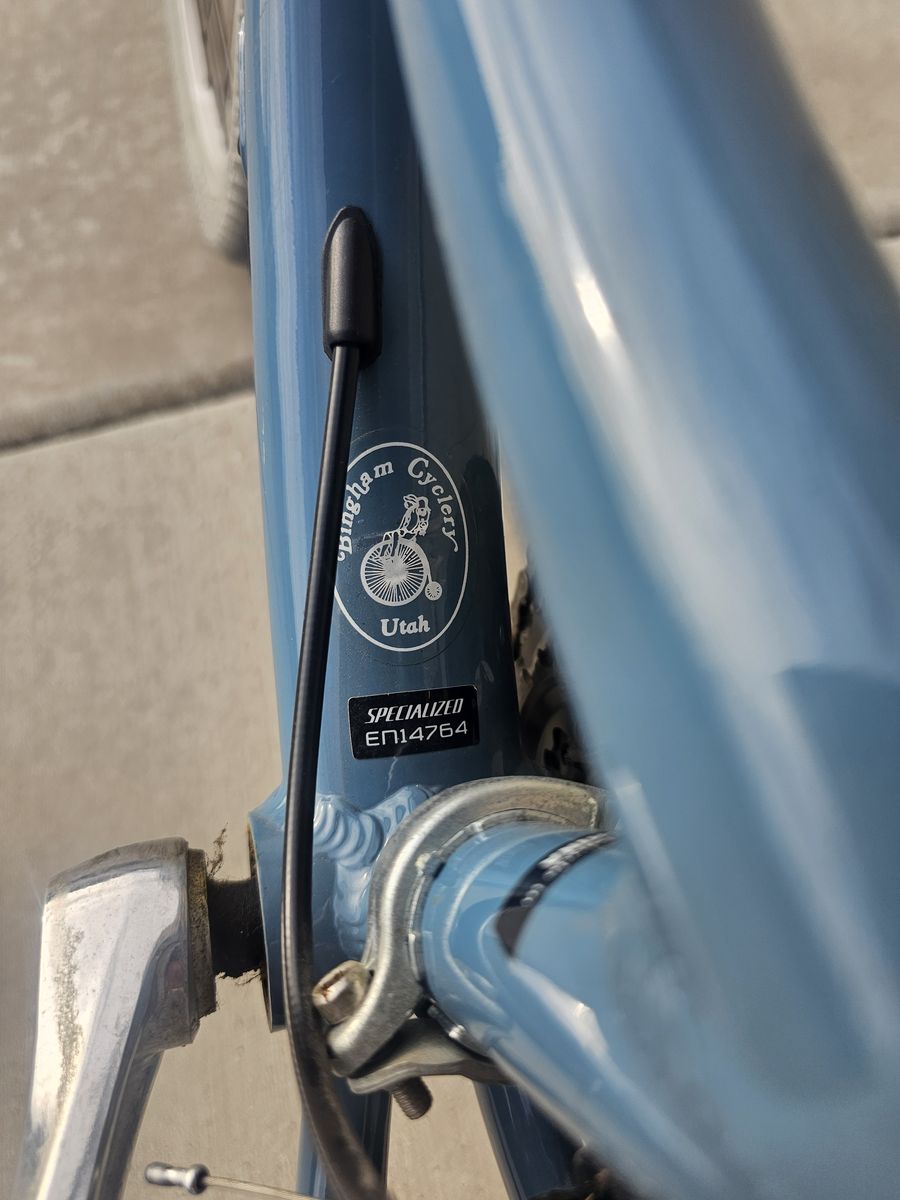 Bingham Cyclery
Utah
SPECIALIZED
EN14764